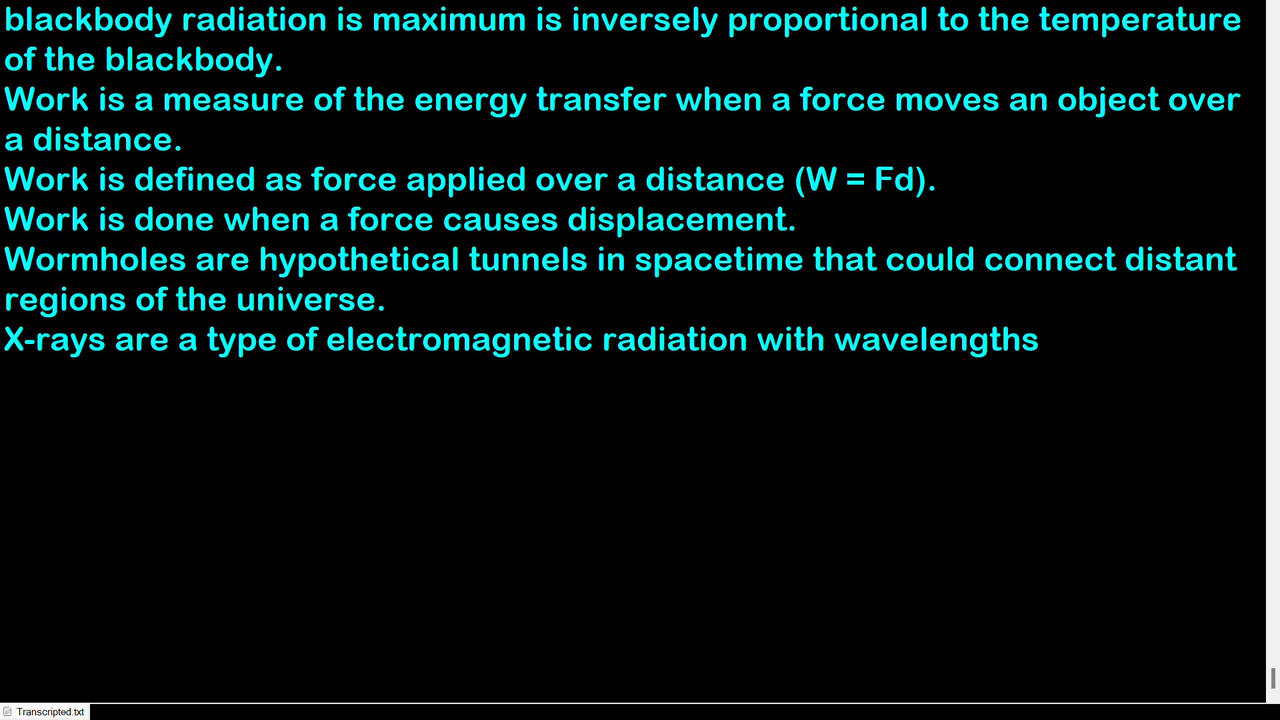 blackbody radiation is maximum is inversely proportional to the temperature
of the blackbody.
Work is a measure of the energy transfer when a force moves an object over
a distance.
Work is defined as force applied over a distance (W = Fd).
Work is done when a force causes displacement.
Wormholes are hypothetical tunnels in spacetime that could connect distant
regions of the universe.
X-rays are a type of electromagnetic radiation with wavelengths
Transcripted.txt